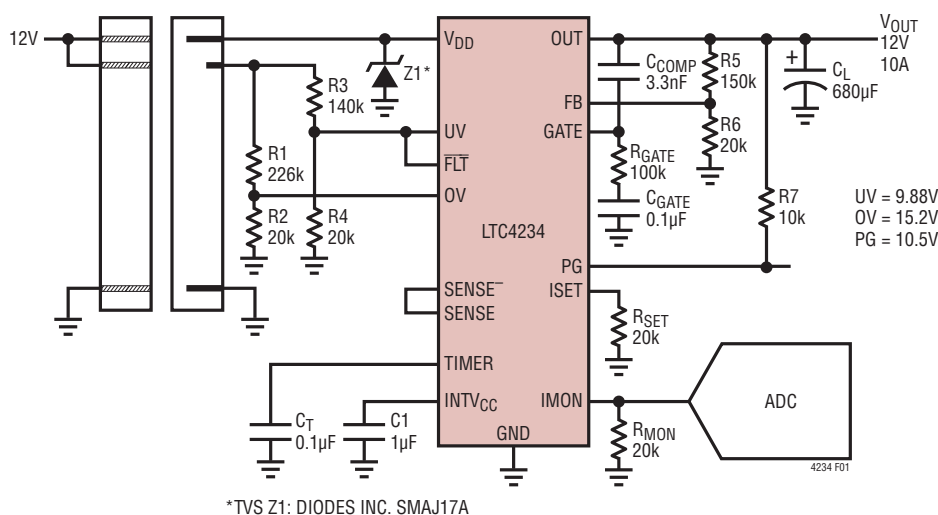 12V
VDD
Z1*
R3
140k
UV
FLT
R1
226k
OV
R2
20k
R4
20k
LTC4234
SENSE–
SENSE
TIMER
INTVCC
CT
0.1µF
C1
1µF
GND
OUT
CCOMP
3.3nF
R5
150k
FB
GATE
R6
20k
RGATE
100k
CGATE
0.1µF
+
CL
680µF
VOUT
12V
10A
R7
10k
UV = 9.88V
OV = 15.2V
PG = 10.5V
PG
ISET
RSET
20k
IMON
RMON
20k
ADC
4234 F01
*TVS Z1: DIODES INC. SMAJ17A